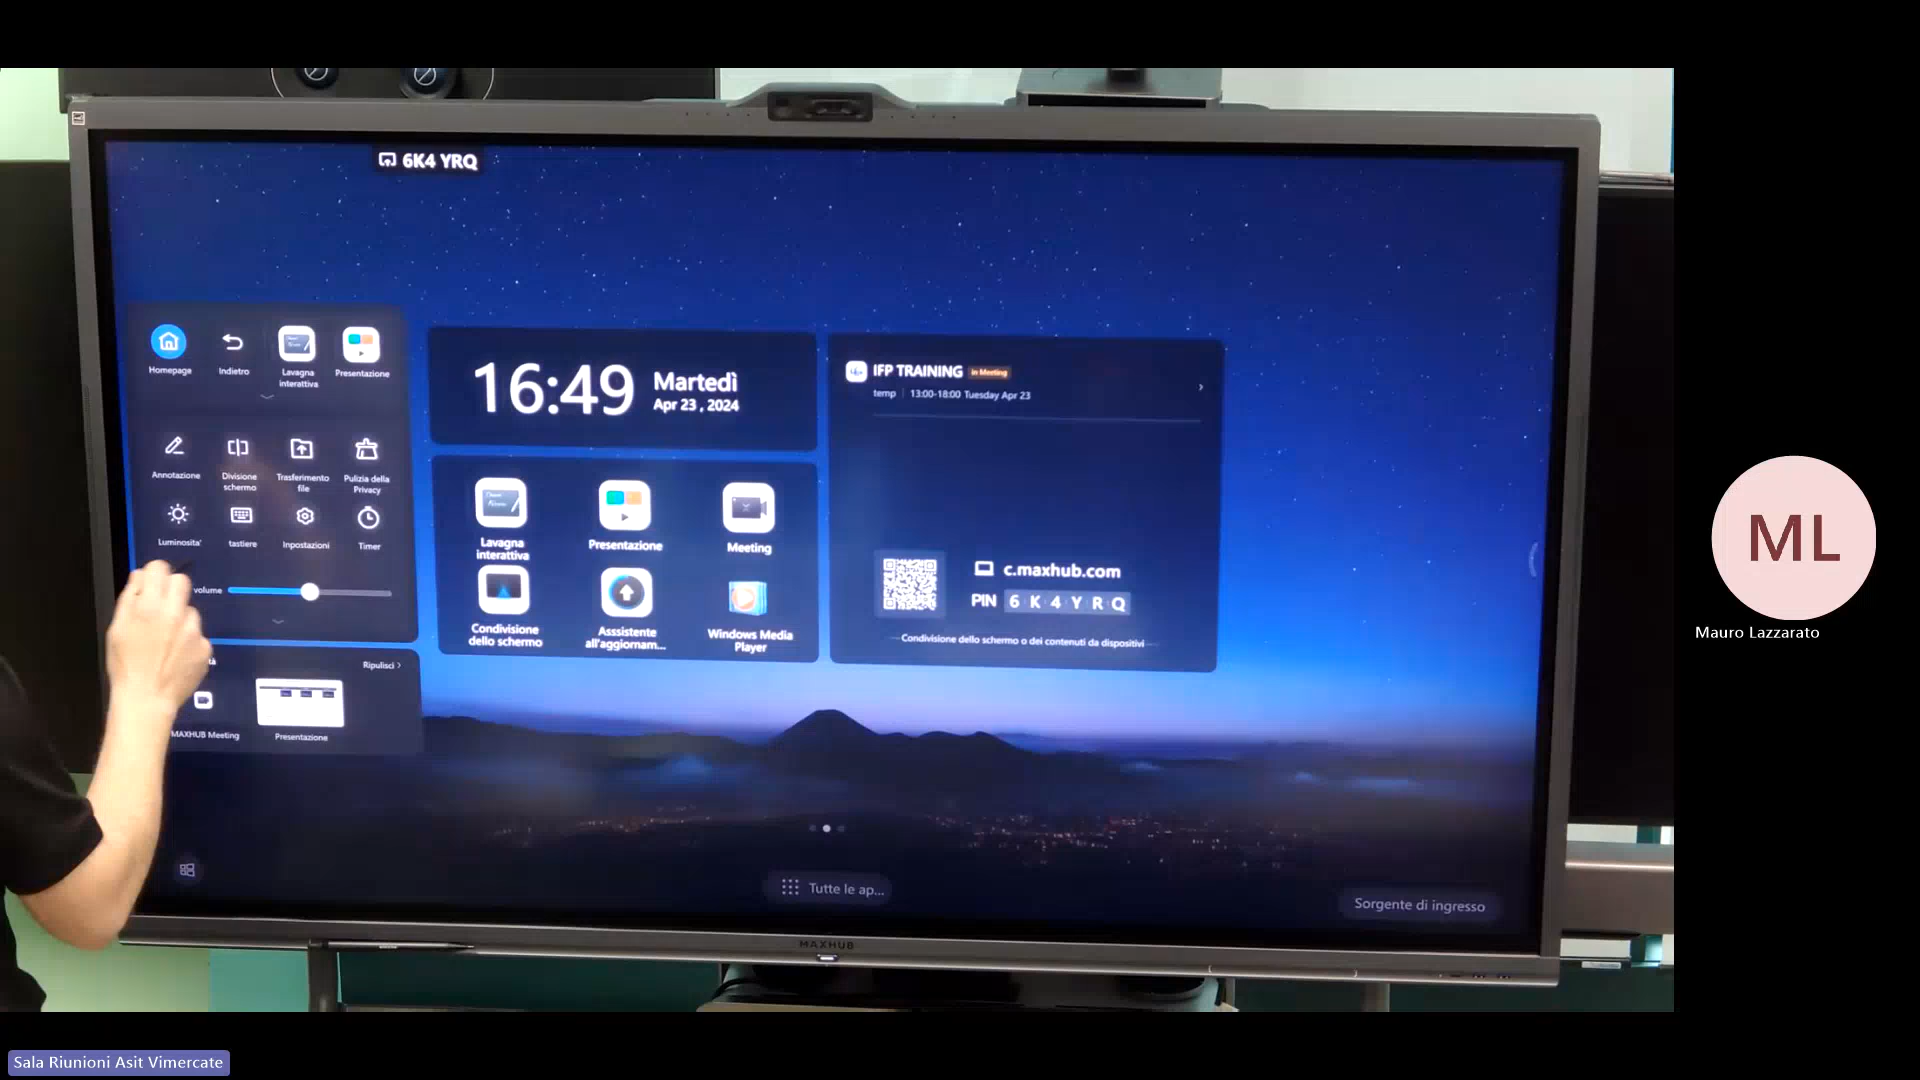 6K4 YRQ
Homepage
Indietro
Lavagna
interattiva
Presentazione
Annotazione
Divisione
schermo
Trasferimento
file
Pulizia della
Privacy
Luminosita'
tastiere
Inpostazioni
Timer
volume
Ripulisci
MAXHUB Meeting
Presentazione
16:49
Martedì
Apr 23 , 2024
Lavagna
interattiva
Presentazione
Meeting
Condivisione
dello schermo
Asssistente
all'aggiornam...
Windows Media
Player
IFP TRAINING in Meeting
temp 13:00-18:00 Tuesday Apr 23
c.maxhub.com
PIN 6 K 4 Y R Q
Condivisione dello schermo o dei contenuti da dispositivi
Tutte le ap...
Sorgente di ingresso
MAXHUB
ML
Mauro Lazzarato
Sala Riunioni Asit Vimercate